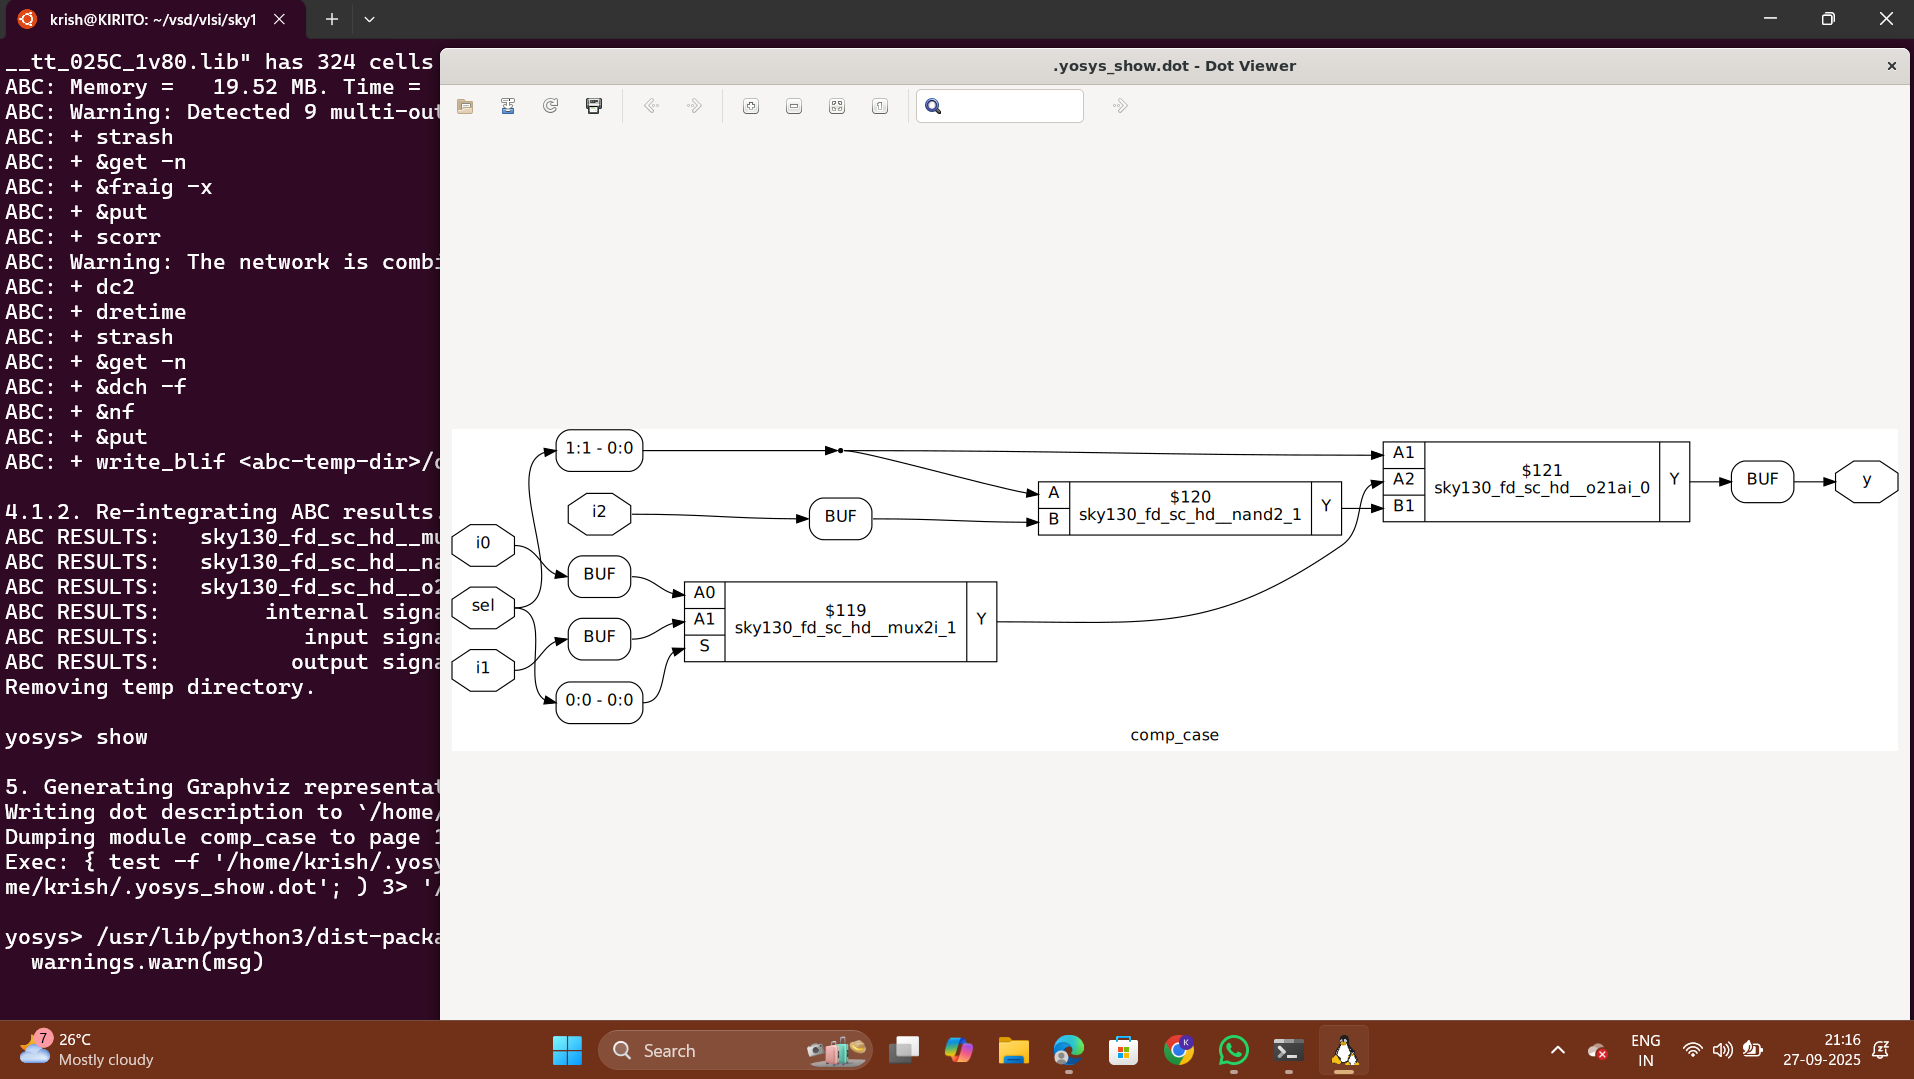 krish@KIRITO: ~/vsd/vlsi/sky1
__tt_025C_1v80.lib" has 324 cells
ABC: Memory =   19.52 MB. Time =
ABC: Warning: Detected 9 multi-out
ABC: + strash
ABC: + &get -n
ABC: + &fraig -x
ABC: + &put
ABC: + scorr
ABC: Warning: The network is combi
ABC: + dc2
ABC: + dretime
ABC: + strash
ABC: + &get -n
ABC: + &dch -f
ABC: + &nf
ABC: + &put
ABC: + write_blif <abc-temp-dir>/o
4.1.2. Re-integrating ABC results.
ABC RESULTS:   sky130_fd_sc_hd__mu
ABC RESULTS:   sky130_fd_sc_hd__na
ABC RESULTS:   sky130_fd_sc_hd__o2
ABC RESULTS:        internal signa
ABC RESULTS:           input signa
ABC RESULTS:          output signa
Removing temp directory.
yosys> show
5. Generating Graphviz representat
Writing dot description to `/home/
Dumping module comp_case to page 1
Exec: { test -f '/home/krish/.yosy
me/krish/.yosys_show.dot'; ) 3> '/
yosys> /usr/lib/python3/dist-packa
  warnings.warn(msg)
.yosys_show.dot - Dot Viewer
1:1 - 0:0
i2
BUF
i0
BUF
sel
BUF
i1
0:0 - 0:0
A0
A1
S
$119
sky130_fd_sc_hd__mux2i_1
Y
A
B
$120
sky130_fd_sc_hd__nand2_1
Y
A1
A2
B1
$121
sky130_fd_sc_hd__o21ai_0
Y
BUF
y
comp_case
7
26°C
Mostly cloudy
Search
K
ENG
IN
21:16
27-09-2025